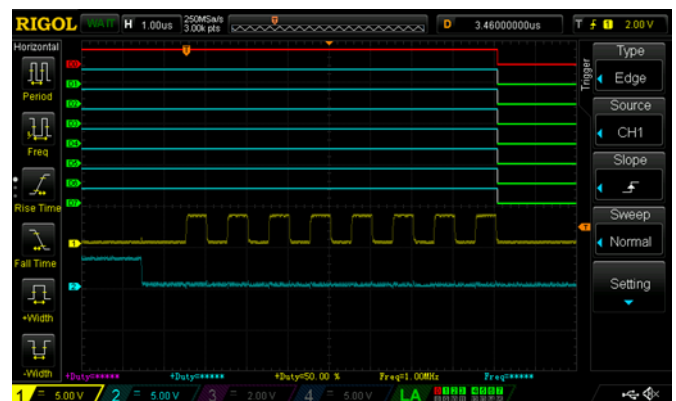 RIGOL WAIT H 1.00us 250MSa/s 3.00k pts D 3.46000000us T 1 2.00 V
Horizontal
Period
Freq
Rise Time
Fall Time
+Width
-Width
D0
D1
D2
D3
D4
D5
D6
D7
1
2
T
Trigger
Type
Edge
Source
CH1
Slope
Sweep
Normal
Setting
+Duty=***** +Duty=***** +Duty=50.00 % Freq=1.00MHz Freq=*****
1 = 5.00 V 2 = 5.00 V 3 = 2.00 V 4 = 5.00 V LA